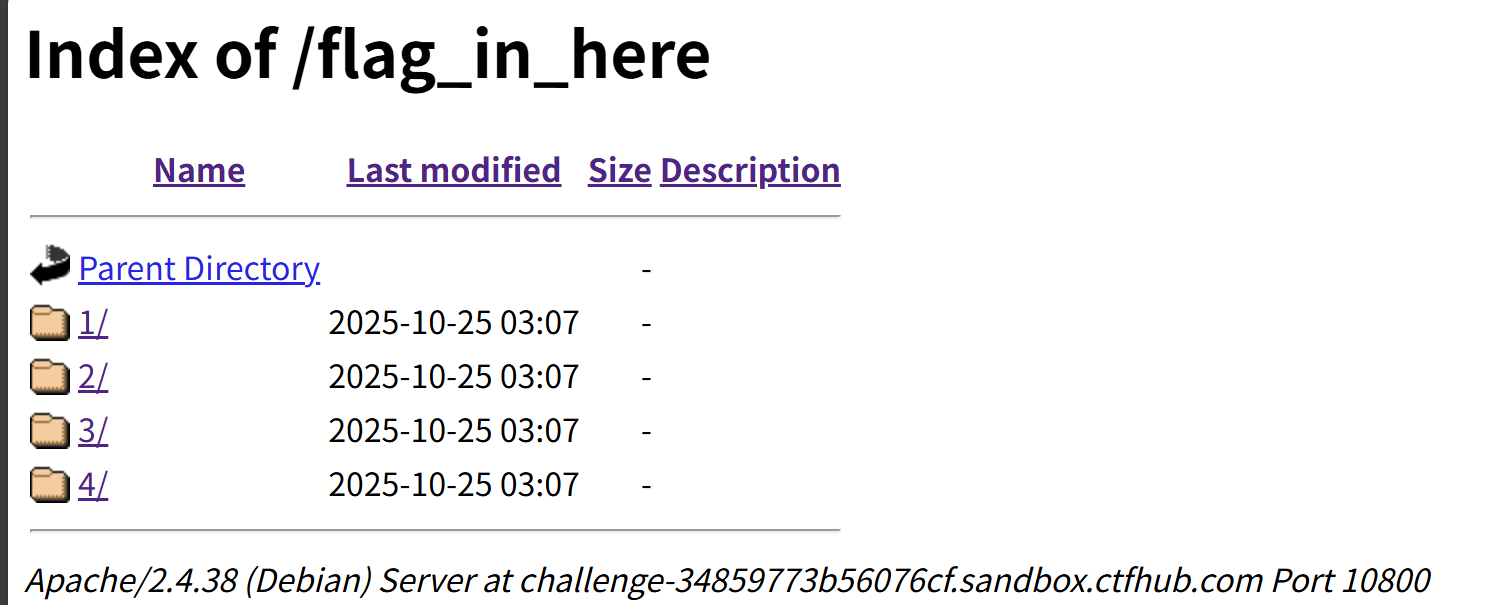 Index of /flag_in_here
Name Last modified Size Description
Parent Directory -
1/ 2025-10-25 03:07 -
2/ 2025-10-25 03:07 -
3/ 2025-10-25 03:07 -
4/ 2025-10-25 03:07 -
Apache/2.4.38 (Debian) Server at challenge-34859773b56076cf.sandbox.ctfhub.com Port 10800